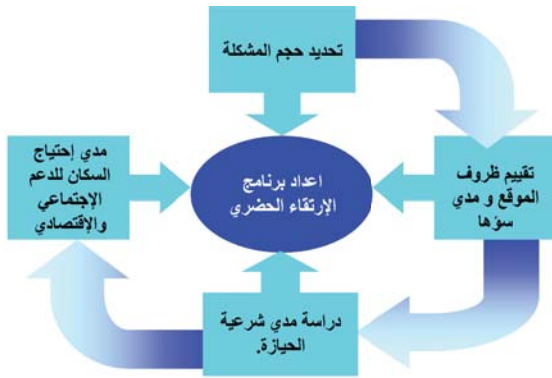 تحديد حجم المشكلة
تقييم ظروف
الموقع و مدي
سؤها
دراسة مدي شرعية
الحيازة.
مدي إحتياج
السكان للدعم
الإجتماعي
والإقتصادي
اعداد برنامج
الإرتقاء الحضري